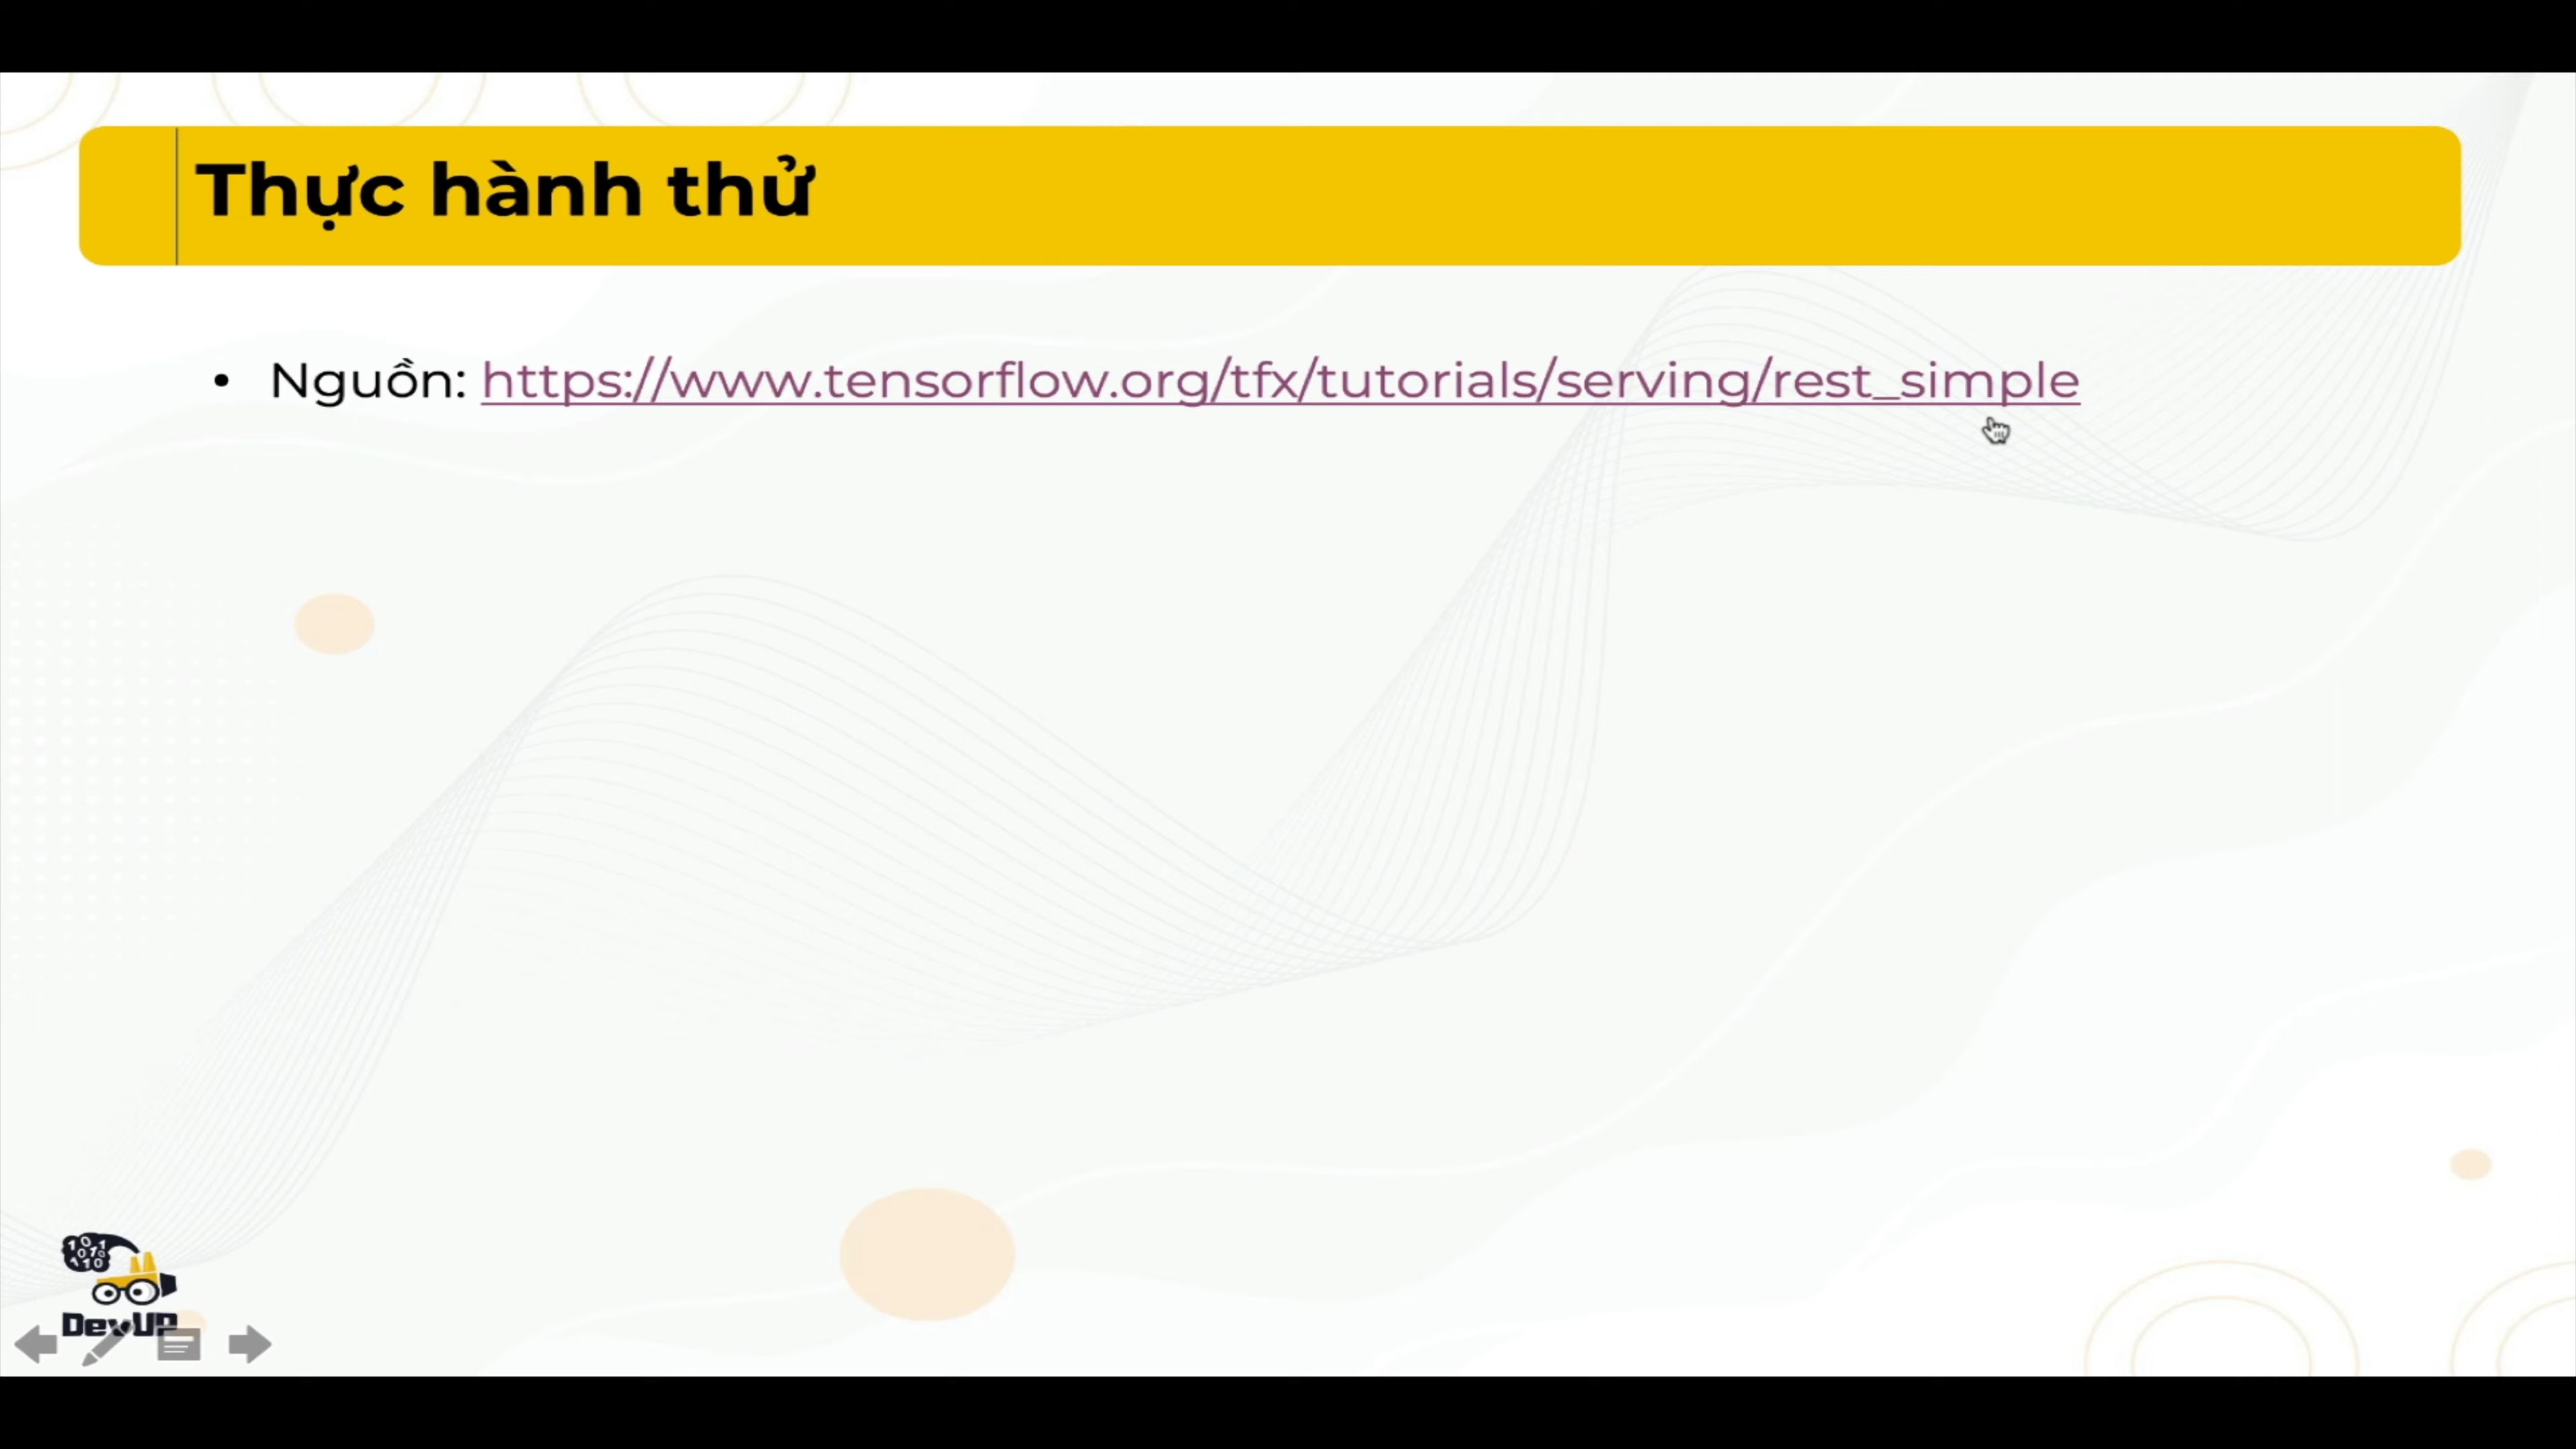 Thực hành thử
• Nguồn: https://www.tensorflow.org/tfx/tutorials/serving/rest_simple
DevUP